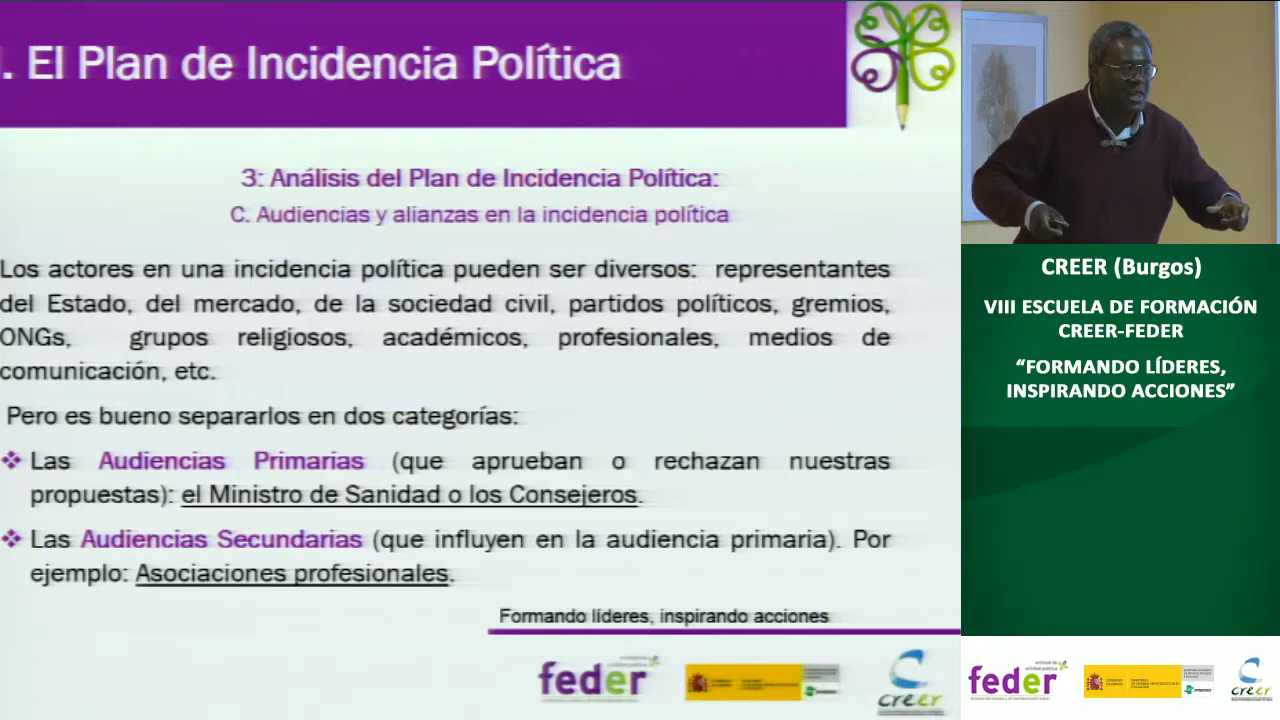 I. El Plan de Incidencia Política
3: Análisis del Plan de Incidencia Política:
C. Audiencias y alianzas en la incidencia política
Los actores en una incidencia política pueden ser diversos: representantes
del Estado, del mercado, de la sociedad civil, partidos políticos, gremios,
ONGs, grupos religiosos, académicos, profesionales, medios de
comunicación, etc.
Pero es bueno separarlos en dos categorías:
❖ Las Audiencias Primarias (que aprueban o rechazan nuestras
propuestas): el Ministro de Sanidad o los Consejeros.
❖ Las Audiencias Secundarias (que influyen en la audiencia primaria). Por
ejemplo: Asociaciones profesionales.
Formando líderes, inspirando acciones
feder
creer
CREER (Burgos)
VIII ESCUELA DE FORMACIÓN
CREER-FEDER
“FORMANDO LÍDERES,
INSPIRANDO ACCIONES”
feder
creer